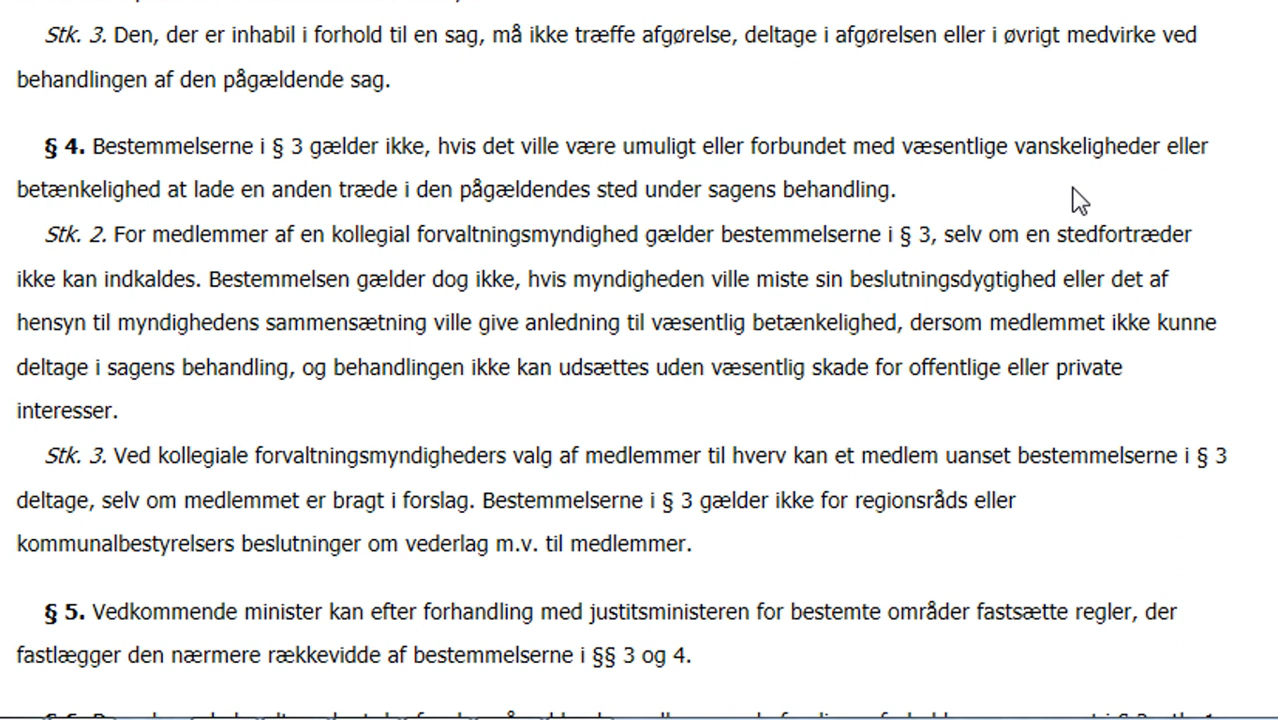 Stk. 3. Den, der er inhabil i forhold til en sag, må ikke træffe afgørelse, deltage i afgørelsen eller i øvrigt medvirke ved
behandlingen af den pågældende sag.
§ 4. Bestemmelserne i § 3 gælder ikke, hvis det ville være umuligt eller forbundet med væsentlige vanskeligheder eller
betænkelighed at lade en anden træde i den pågældendes sted under sagens behandling.
Stk. 2. For medlemmer af en kollegial forvaltningsmyndighed gælder bestemmelserne i § 3, selv om en stedfortræder
ikke kan indkaldes. Bestemmelsen gælder dog ikke, hvis myndigheden ville miste sin beslutningsdygtighed eller det af
hensyn til myndighedens sammensætning ville give anledning til væsentlig betænkelighed, dersom medlemmet ikke kunne
deltage i sagens behandling, og behandlingen ikke kan udsættes uden væsentlig skade for offentlige eller private
interesser.
Stk. 3. Ved kollegiale forvaltningsmyndigheders valg af medlemmer til hverv kan et medlem uanset bestemmelserne i § 3
deltage, selv om medlemmet er bragt i forslag. Bestemmelserne i § 3 gælder ikke for regionsråds eller
kommunalbestyrelsers beslutninger om vederlag m.v. til medlemmer.
§ 5. Vedkommende minister kan efter forhandling med justitsministeren for bestemte områder fastsætte regler, der
fastlægger den nærmere rækkevidde af bestemmelserne i §§ 3 og 4.